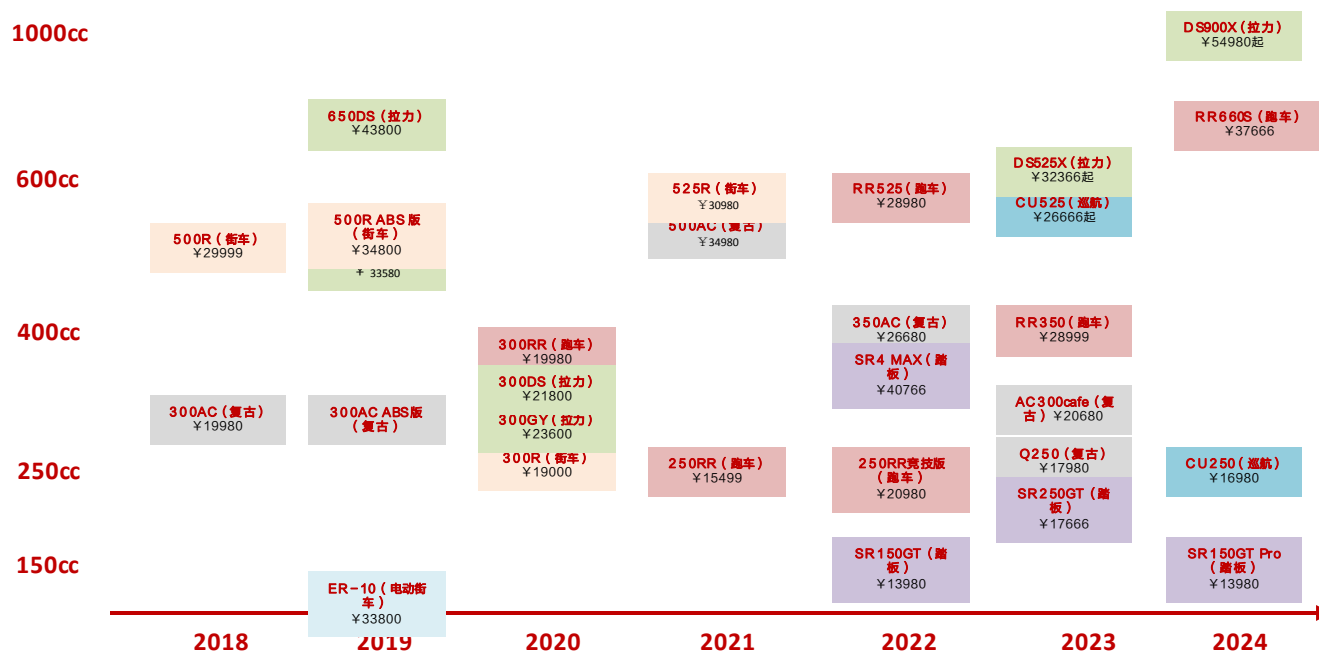 1000cc
DS900X(拉力)
¥54980起
650DS(拉力)
¥43800
RR660S(跑车)
¥37666
600cc
525R(街车)
¥30980
RR525(跑车)
¥28980
DS525X(拉力)
¥32366起
CU525(巡航)
¥26666起
500R(街车)
¥29999
500R ABS版
(街车)
¥34800
33580
500AC(复古)
¥34980
400cc
300RR(跑车)
¥19980
300DS(拉力)
¥21800
300GY(拉力)
¥23600
300R(街车)
¥19000
350AC(复古)
¥26680
SR4 MAX(踏
板)
¥40766
RR350(跑车)
¥28999
300AC(复古)
¥19980
300AC ABS版
(复古)
AC300cafe(复
古)¥20680
250cc
250RR(跑车)
¥15499
250RR竞技版
(跑车)
¥20980
Q250(复古)
¥17980
SR250GT(踏
板)
¥17666
CU250(巡航)
¥16980
150cc
ER-10(电动街
车)
¥33800
SR150GT(踏
板)
¥13980
SR150GT Pro
(踏板)
¥13980
2018
2019
2020
2021
2022
2023
2024